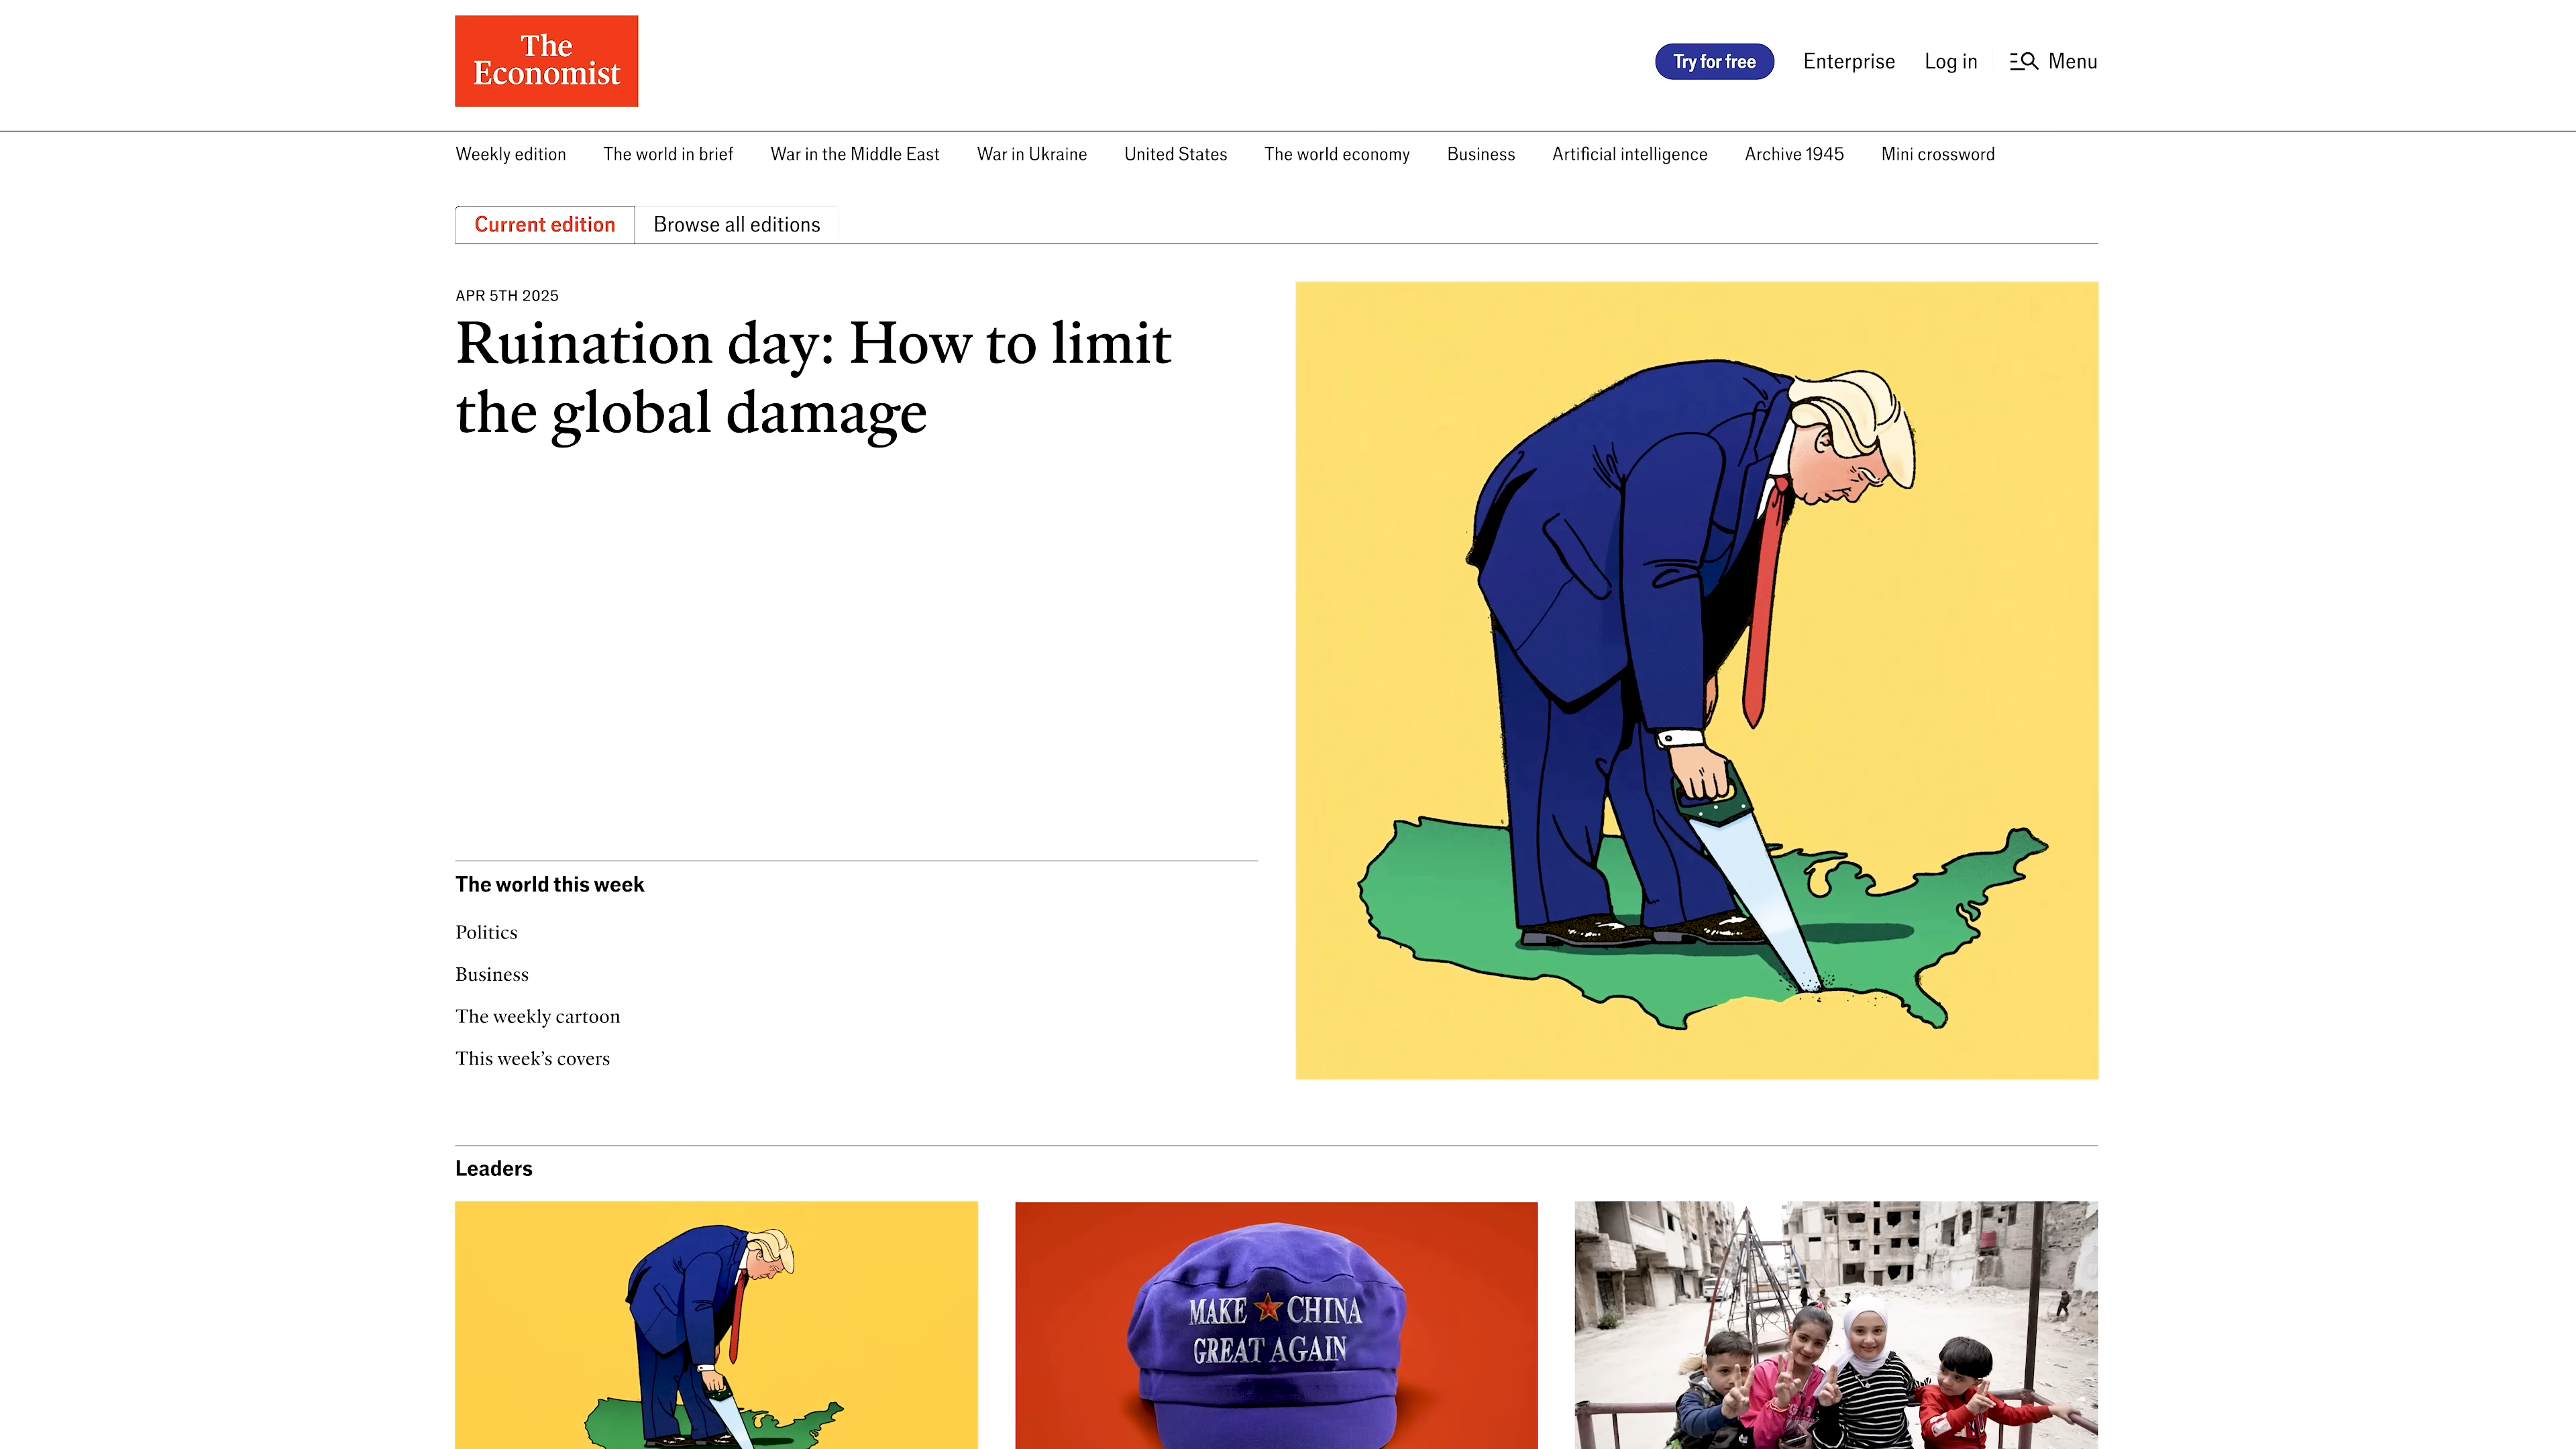 The
Economist
Try for free
Enterprise
Log in
Menu
Weekly edition
The world in brief
War in the Middle East
War in Ukraine
United States
The world economy
Business
Artificial intelligence
Archive 1945
Mini crossword
Current edition
Browse all editions
APR 5TH 2025
Ruination day: How to limit
the global damage
The world this week
Politics
Business
The weekly cartoon
This week’s covers
Leaders
MAKE CHINA
GREAT AGAIN